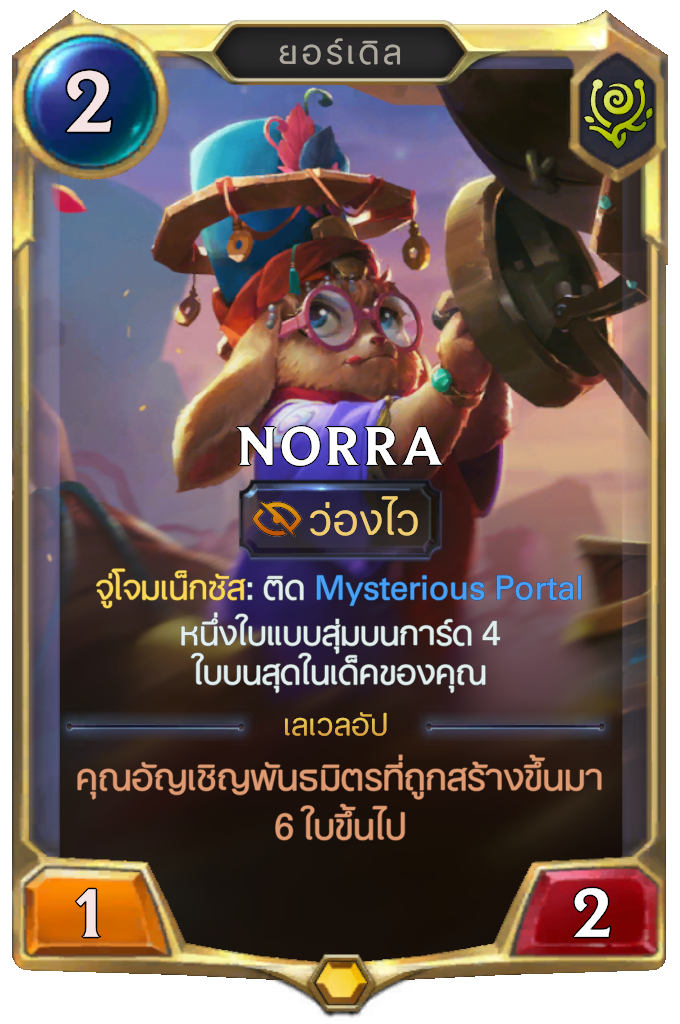 ยอร์เดิล
2
NORRA
ว่องไว
จู่โจมเน็กซัส: ติด Mysterious Portal
หนึ่งใบแบบสุ่มบนการ์ด 4
ใบบนสุดในเด็คของคุณ
เลเวลอัป
คุณอัญเชิญพันธมิตรที่ถูกสร้างขึ้นมา
6 ใบขึ้นไป
1
2